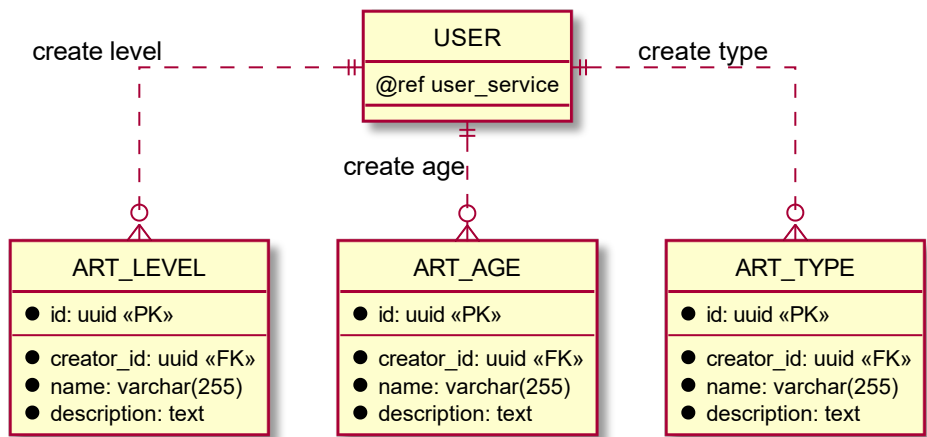 USER
@ref user_service
create level
create type
create age
ART_LEVEL
id: uuid «PK»
creator_id: uuid «FK»
name: varchar(255)
description: text
ART_AGE
id: uuid «PK»
creator_id: uuid «FK»
name: varchar(255)
description: text
ART_TYPE
id: uuid «PK»
creator_id: uuid «FK»
name: varchar(255)
description: text